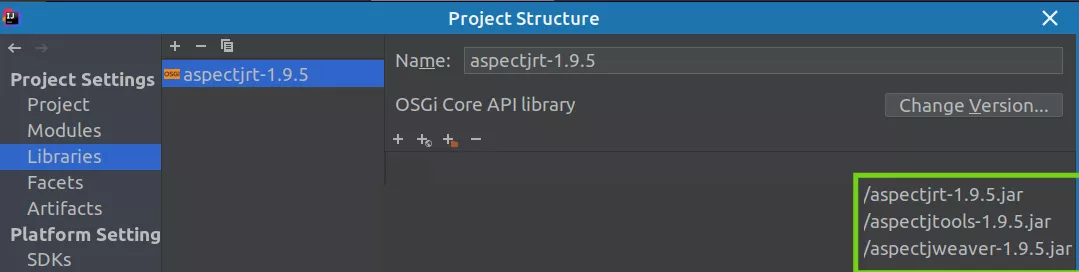 Project Structure
Project Settings
Project
Modules
Libraries
Facets
Artifacts
Platform Setting
SDKs
OSGi aspectjrt-1.9.5
Name: aspectjrt-1.9.5
OSGi Core API library
Change Version...
/aspectjrt-1.9.5.jar
/aspectjtools-1.9.5.jar
/aspectjweaver-1.9.5.jar